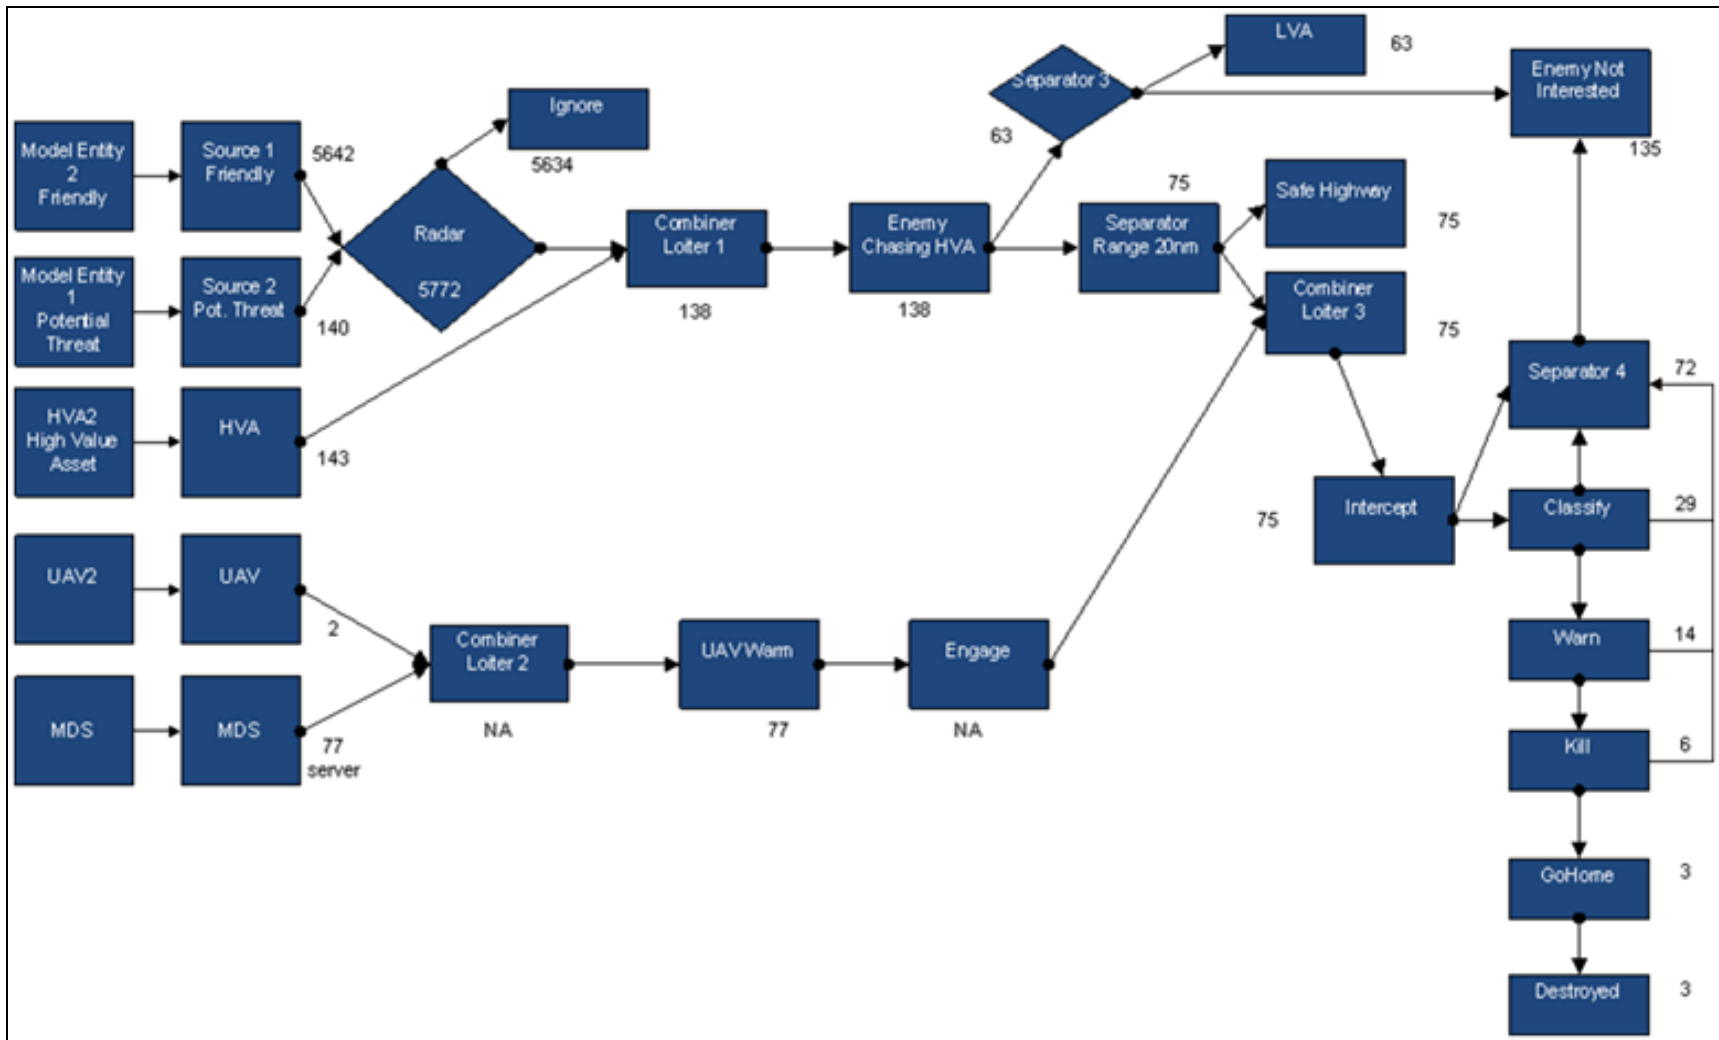 LVA
63
Enemy Not
Interested
135
Separator 3
63
Ignore
5634
Model Entity
2
Friendly
Source 1
Friendly
5642
Radar
5772
Model Entity
1
Potential
Threat
Source 2
Pot. Threat
140
Combiner
Loiter 1
138
Enemy
Chasing HVA
138
75
Separator
Range 20nm
Safe Highway
75
Combiner
Loiter 3
75
HVA2
High Value
Asset
HVA
143
Separator 4
72
Intercept
75
Classify
29
UAV2
UAV
2
Combiner
Loiter 2
NA
UAV Warm
77
Engage
NA
Warn
14
MDS
MDS
77
server
Kill
6
GoHome
3
Destroyed
3